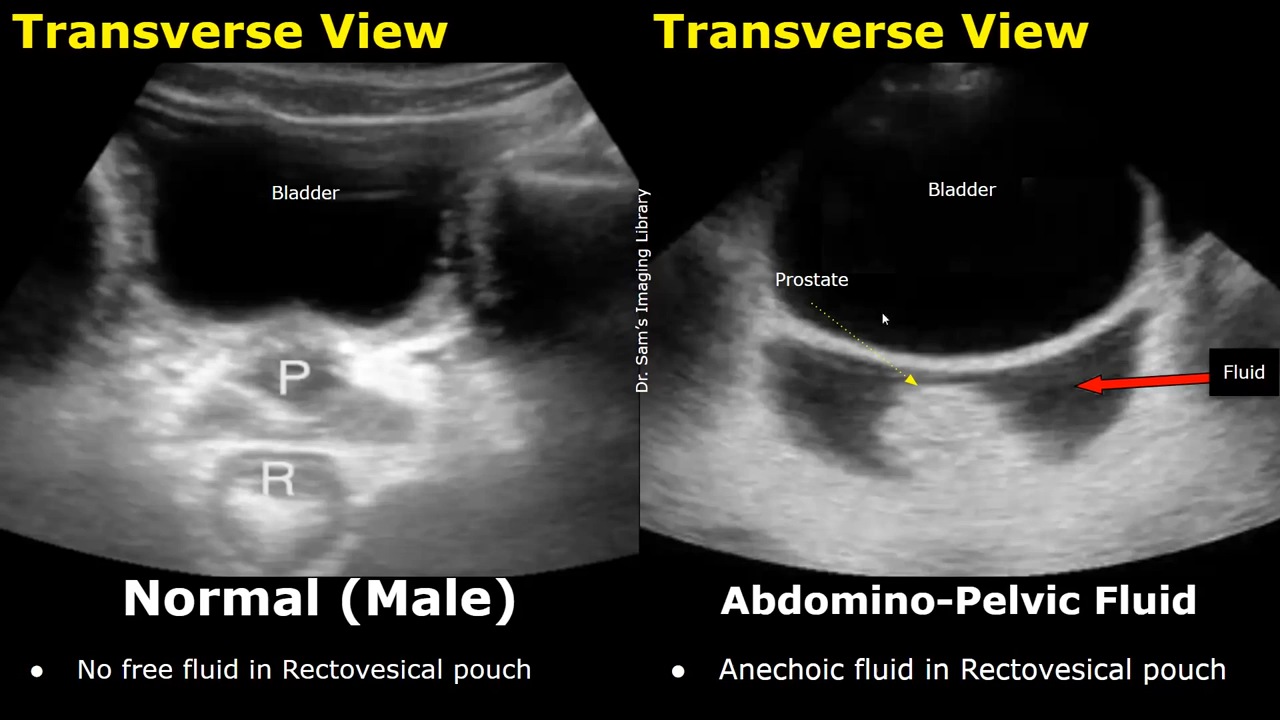 Transverse View
Bladder
P
R
Normal (Male)
● No free fluid in Rectovesical pouch
Dr. Sam's Imaging Library
Transverse View
Bladder
Prostate
Fluid
Abdomino-Pelvic Fluid
● Anechoic fluid in Rectovesical pouch